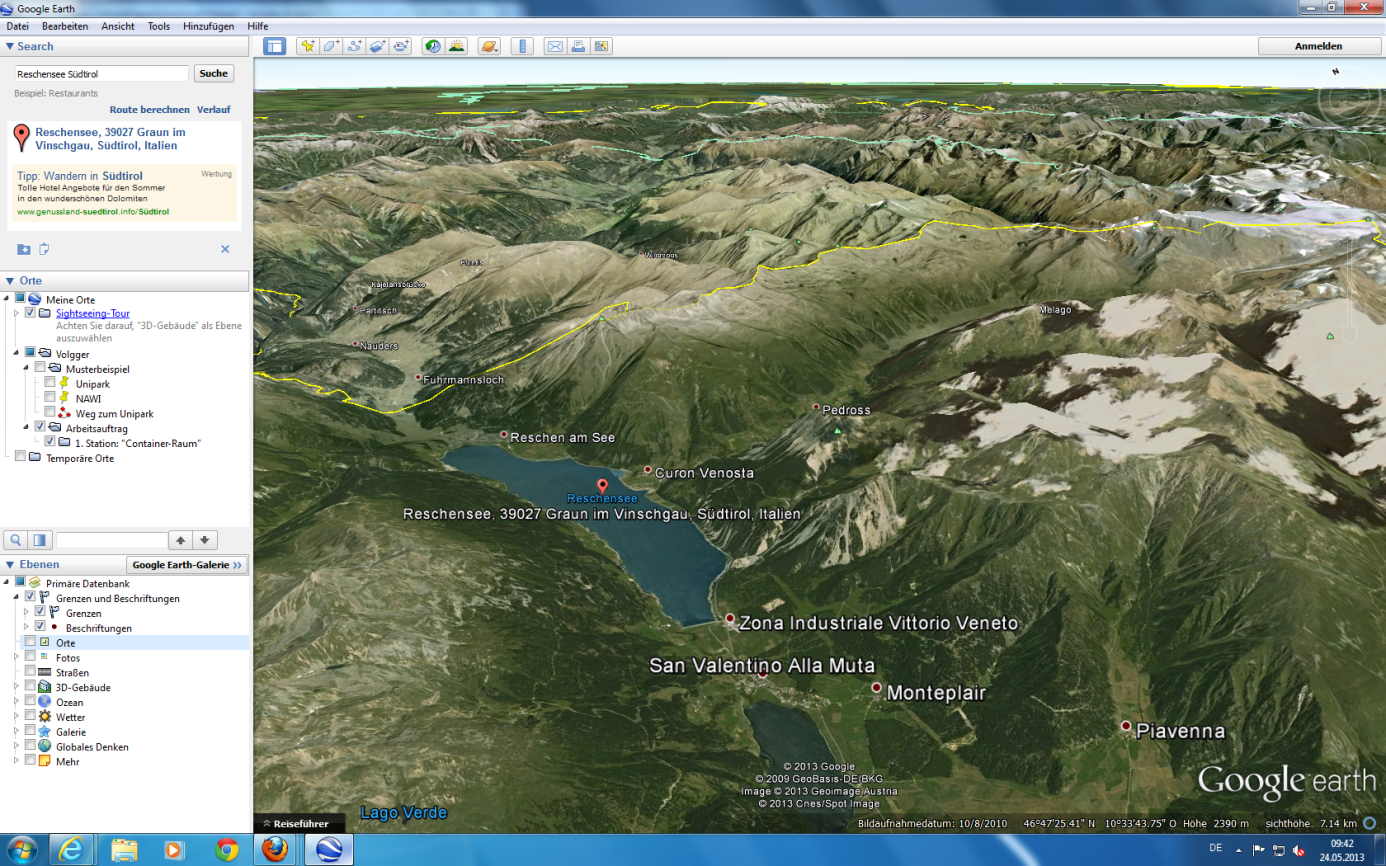 Google Earth
Datei Bearbeiten Ansicht Tools Hinzufügen Hilfe
Search
Reschensee Südtirol
Suche
Beispiel: Restaurants
Route berechnen Verlauf
Reschensee, 39027 Graun im
Vinschgau, Südtirol, Italien
Tipp: Wandern in Südtirol
Werbung
Tolle Hotel Angebote für den Sommer
in den wunderschönen Dolomiten
www.genussland-suedtirol.info/Südtirol
Orte
Meine Orte
Sightseeing-Tour
Achten Sie darauf, "3D-Gebäude" als Ebene
auszuwählen
Volgger
Musterbeispiel
Unipark
NAWI
Weg zum Unipark
Arbeitsauftrag
1. Station: "Container-Raum"
Temporäre Orte
Ebenen
Google Earth-Galerie »
Primäre Datenbank
Grenzen und Beschriftungen
Grenzen
Beschriftungen
Orte
Fotos
Straßen
3D-Gebäude
Ozean
Wetter
Galerie
Globales Denken
Mehr
Anmelden
N
Wildmoos
Kajetansbrücke
Partitsch
Melago
Nauders
Fuhrmannsloch
Pedross
Reschen am See
Curon Venosta
Reschensee
Reschensee, 39027 Graun im Vinschgau, Südtirol, Italien
Zona Industriale Vittorio Veneto
San Valentino Alla Muta
Monteplair
Piavenna
Lago Verde
© 2013 Google
© 2009 GeoBasis-DE/BKG
Image © 2013 Geoimage Austria
© 2013 Cnes/Spot Image
Google earth
Reiseführer
Bildaufnahmedatum: 10/8/2010 46°47'25.41" N 10°33'43.75" O Höhe 2390 m sichthöhe 7.14 km
DE
09:42
24.05.2013